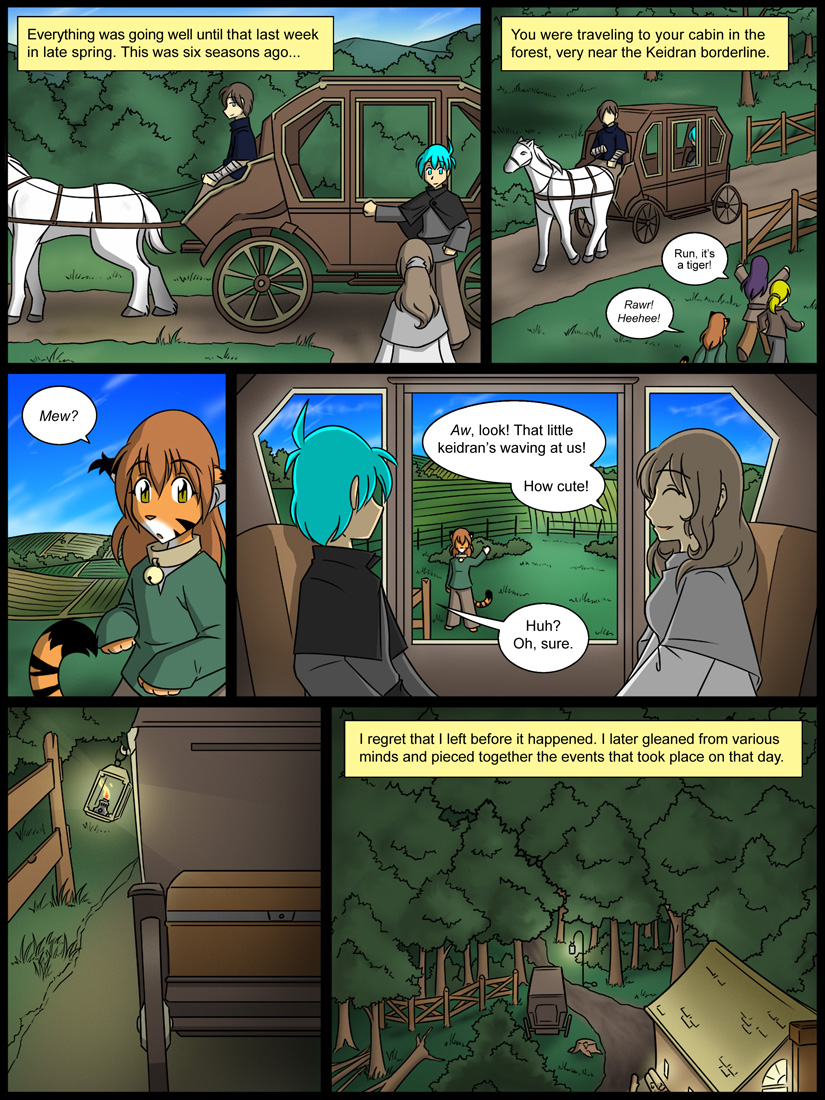 Everything was going well until that last week
in late spring. This was six seasons ago...
You were traveling to your cabin in the
forest, very near the Keidran borderline.
Run, it's
a tiger!
Rawr!
Heehee!
Mew?
Aw, look! That little
keidran's waving at us!
How cute!
Huh?
Oh, sure.
I regret that I left before it happened. I later gleaned from various
minds and pieced together the events that took place on that day.